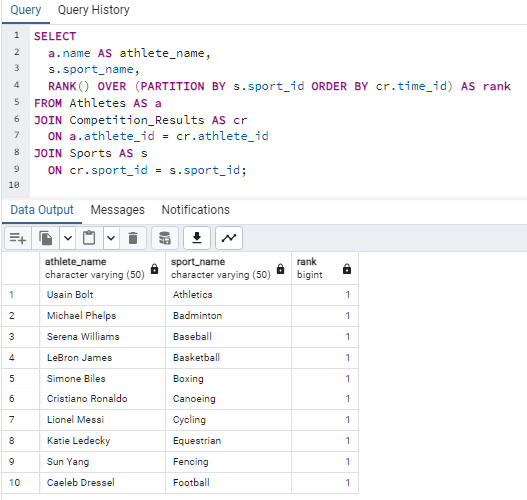 Query Query History
1 SELECT
2 a.name AS athlete_name,
3 s.sport_name,
4 RANK() OVER (PARTITION BY s.sport_id ORDER BY cr.time_id) AS rank
5 FROM Athletes AS a
6 JOIN Competition_Results AS cr
7 ON a.athlete_id = cr.athlete_id
8 JOIN Sports AS s
9 ON cr.sport_id = s.sport_id;
10
Data Output Messages Notifications
athlete_name sport_name rank
character varying (50) character varying (50) bigint
1 Usain Bolt Athletics 1
2 Michael Phelps Badminton 1
3 Serena Williams Baseball 1
4 LeBron James Basketball 1
5 Simone Biles Boxing 1
6 Cristiano Ronaldo Canoeing 1
7 Lionel Messi Cycling 1
8 Katie Ledecky Equestrian 1
9 Sun Yang Fencing 1
10 Caeleb Dressel Football 1